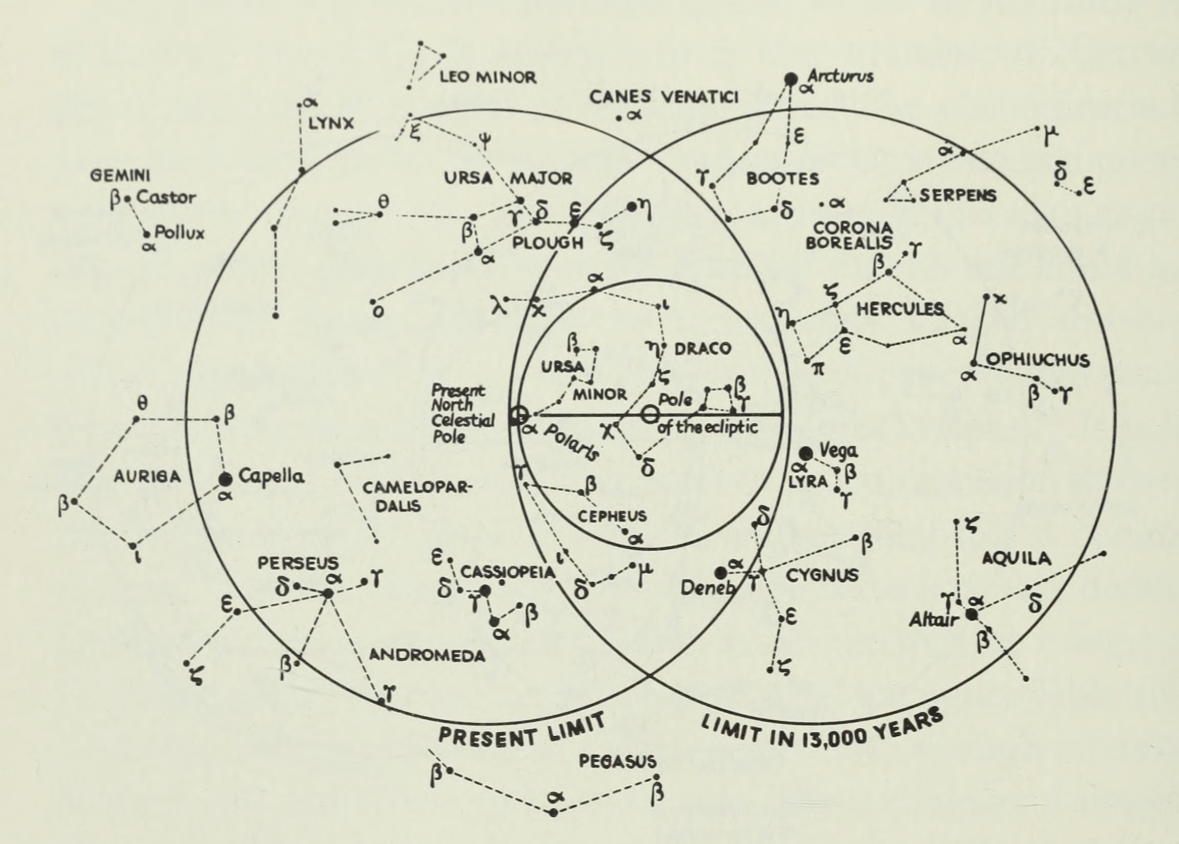 LEO MINOR
CANES VENATICI
α
Arcturus
α
α
LYNX
ξ
ψ
ε
α
μ
GEMINI
β Castor
Pollux
α
URSA MAJOR
θ
β
γ δ ε
ζ
η
PLOUGH
α
ο
γ
BOOTES
δ
α
CORONA
BOREALIS
SERPENS
δ
ε
λ
χ
α
ι
η
DRACO
ζ
β
URSA
MINOR
Present
North
Celestial
Pole
α
Polaris
Pole
of the ecliptic
β
γ
χ
δ
β
γ
ζ
HERCULES
η
ε
π
α
χ
OPHIUCHUS
α
β
γ
θ
β
AURIGA
Capella
α
β
ι
CAMELOPAR-
DALIS
γ
β
CEPHEUS
α
ι
δ
μ
Vega
α
LYRA
β
γ
δ
β
α
Deneb
γ
CYGNUS
ε
ζ
ζ
AQUILA
γ
α
Altair
δ
β
PERSEUS
δ
α
γ
ε
ζ
β
ANDROMEDA
γ
ε
CASSIOPEIA
δ
γ
β
α
PRESENT LIMIT
LIMIT IN 13,000 YEARS
PEGASUS
β
α
β